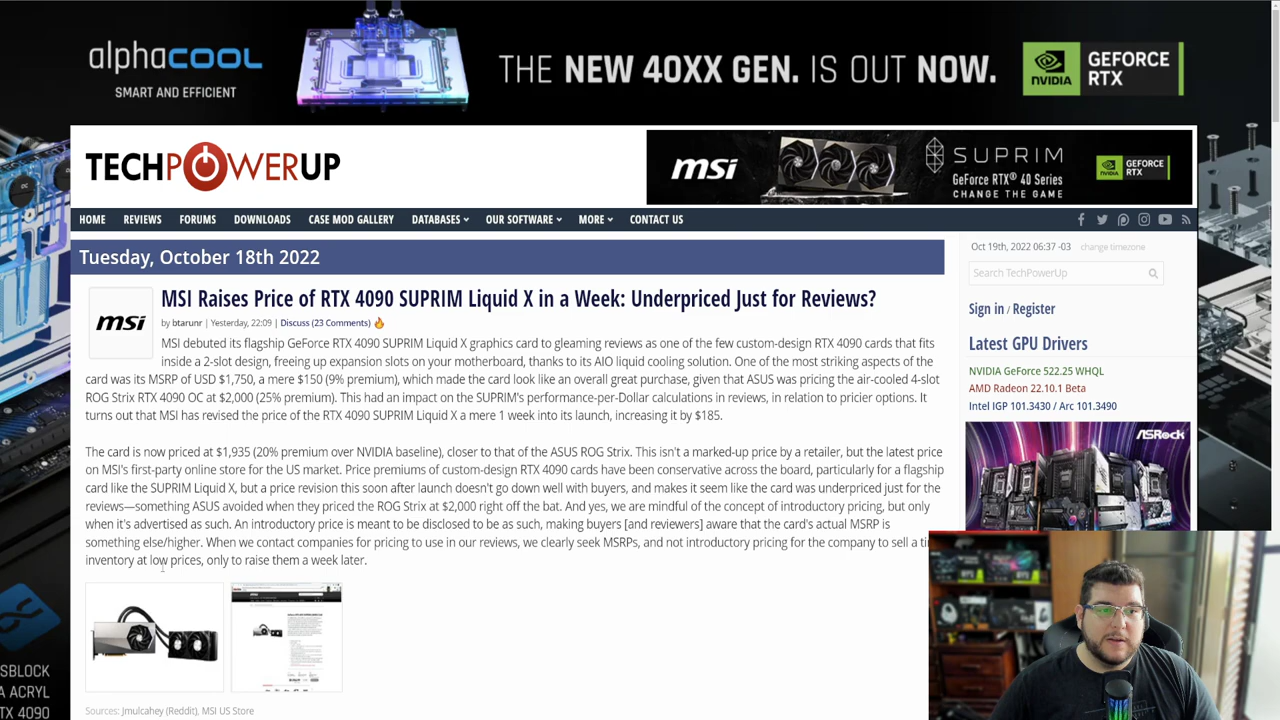 alphacool
SMART AND EFFICIENT
THE NEW 40XX GEN. IS OUT NOW.
NVIDIA
GEFORCE
RTX
TECHPOWERUP
msi
SUPRIM
GeForce RTX® 40 Series
CHANGE THE GAME
NVIDIA
GEFORCE
RTX
HOME REVIEWS FORUMS DOWNLOADS CASE MOD GALLERY DATABASES OUR SOFTWARE MORE CONTACT US
Tuesday, October 18th 2022
Oct 19th, 2022 06:37 -03 change timezone
Search TechPowerUp
Sign in / Register
Latest GPU Drivers
NVIDIA GeForce 522.25 WHQL
AMD Radeon 22.10.1 Beta
Intel IGP 101.3430 / Arc 101.3490
ASRock
msi
MSI Raises Price of RTX 4090 SUPRIM Liquid X in a Week: Underpriced Just for Reviews?
by btarunr | Yesterday, 22:09 | Discuss (23 Comments)
MSI debuted its flagship GeForce RTX 4090 SUPRIM Liquid X graphics card to gleaming reviews as one of the few custom-design RTX 4090 cards that fits
inside a 2-slot design, freeing up expansion slots on your motherboard, thanks to its AIO liquid cooling solution. One of the most striking aspects of the
card was its MSRP of USD $1,750, a mere $150 (9% premium), which made the card look like an overall great purchase, given that ASUS was pricing the air-cooled 4-slot
ROG Strix RTX 4090 OC at $2,000 (25% premium). This had an impact on the SUPRIM's performance-per-Dollar calculations in reviews, in relation to pricier options. It
turns out that MSI has revised the price of the RTX 4090 SUPRIM Liquid X a mere 1 week into its launch, increasing it by $185.
The card is now priced at $1,935 (20% premium over NVIDIA baseline), closer to that of the ASUS ROG Strix. This isn't a marked-up price by a retailer, but the latest price
on MSI's first-party online store for the US market. Price premiums of custom-design RTX 4090 cards have been conservative across the board, particularly for a flagship
card like the SUPRIM Liquid X, but a price revision this soon after launch doesn't go down well with buyers, and makes it seem like the card was underpriced just for the
reviews—something ASUS avoided when they priced the ROG Strix at $2,000 right off the bat. And yes, we are mindful of the concept of introductory pricing, but only
when it's advertised as such. An introductory price is meant to be disclosed to be as such, making buyers [and reviewers] aware that the card's actual MSRP is
something else/higher. When we contact companies for pricing to use in our reviews, we clearly seek MSRPs, and not introductory pricing for the company to sell a
inventory at low prices, only to raise them a week later.
Sources: Jmulcahey (Reddit), MSI US Store
SBLOCK
A ACRYL
TX 4090